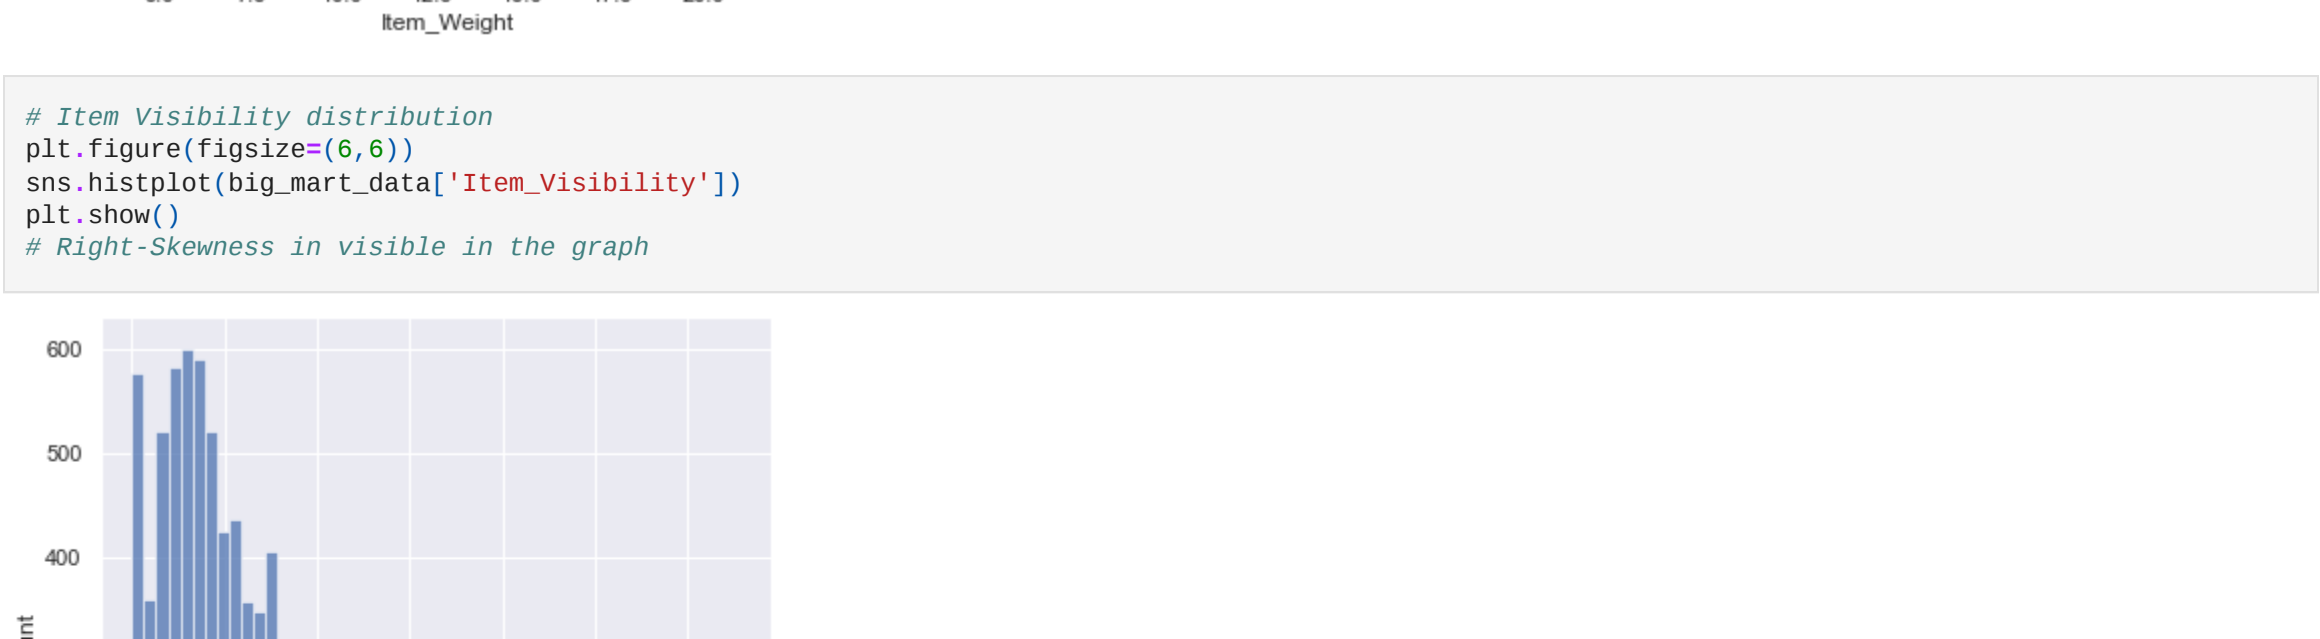 Item_Weight
# Item Visibility distribution
plt.figure(figsize=(6,6))
sns.histplot(big_mart_data['Item_Visibility'])
plt.show()
# Right-Skewness in visible in the graph
600
500
400